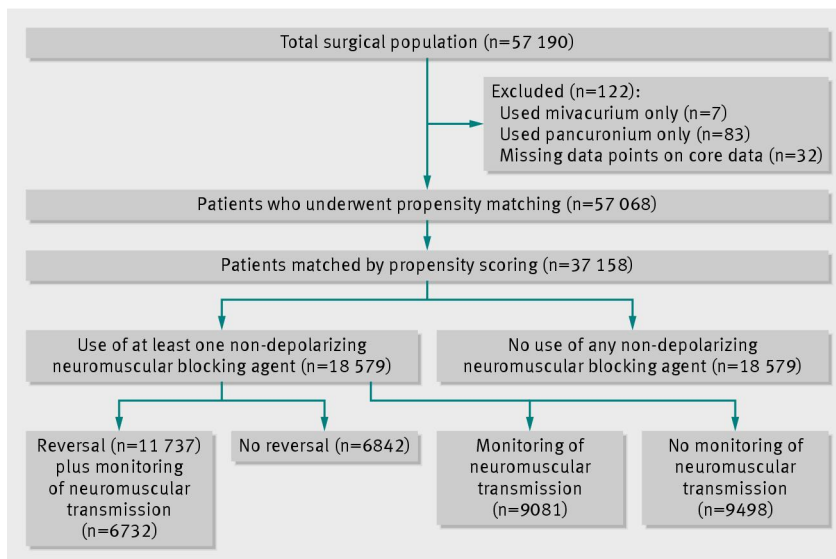 Total surgical population (n=57 190)
Excluded (n=122):
Used mivacurium only (n=7)
Used pancuronium only (n=83)
Missing data points on core data (n=32)
Patients who underwent propensity matching (n=57 068)
Patients matched by propensity scoring (n=37 158)
Use of at least one non-depolarizing
neuromuscular blocking agent (n=18 579)
No use of any non-depolarizing
neuromuscular blocking agent (n=18 579)
Reversal (n=11 737)
plus monitoring
of neuromuscular
transmission
(n=6732)
No reversal (n=6842)
Monitoring of
neuromuscular
transmission
(n=9081)
No monitoring of
neuromuscular
transmission
(n=9498)